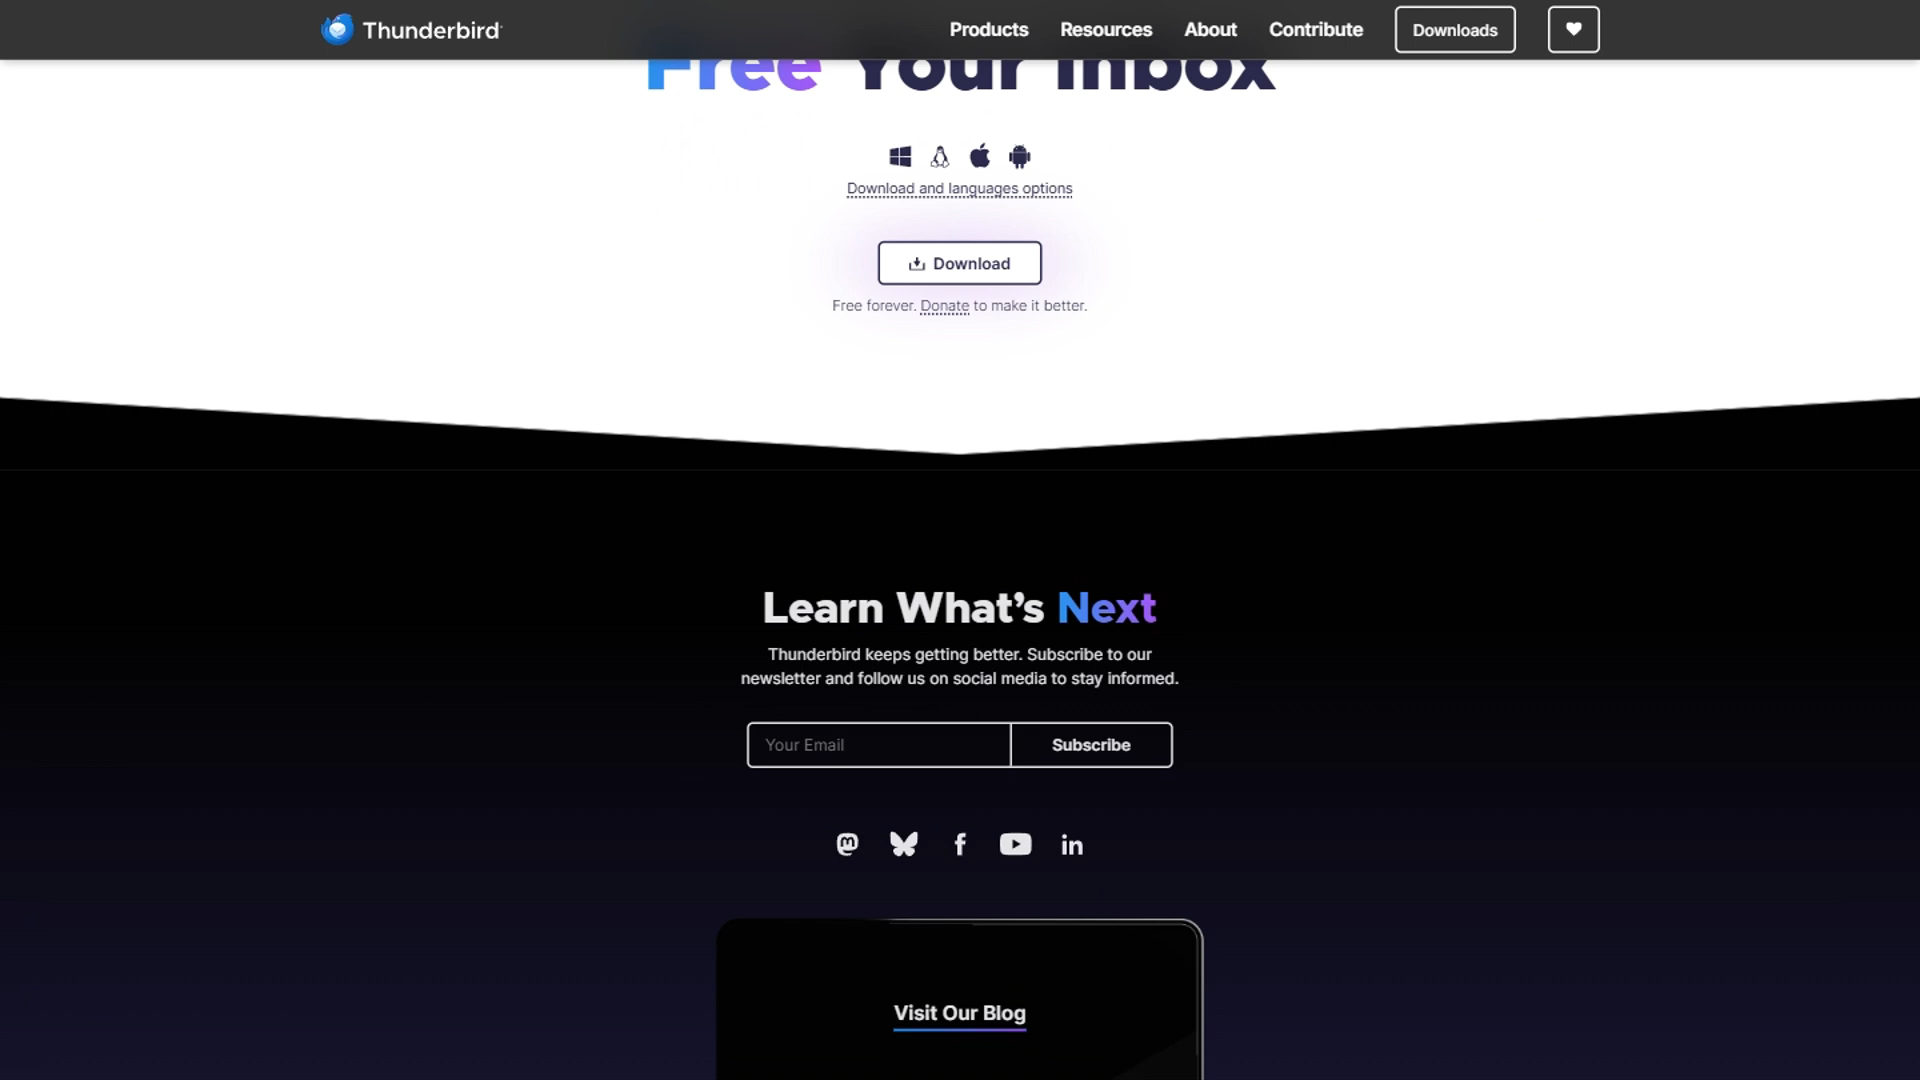 Thunderbird
Products
Resources
About
Contribute
Downloads
Free Your Inbox
Download and languages options
Download
Free forever. Donate to make it better.
Learn What’s Next
Thunderbird keeps getting better. Subscribe to our
newsletter and follow us on social media to stay informed.
Your Email
Subscribe
Visit Our Blog